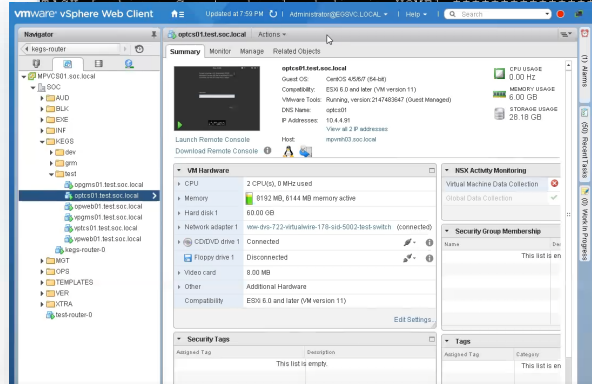 vmware® vSphere Web Client
Updated at 7:59 PM
Administrator@EGSVC.LOCAL
Help
Search
Navigator
kegs-router
MPVCS01.soc.local
SOC
AUD
BLK
EXE
INF
KEGS
dev
grm
test
opgms01.test.soc.local
optcs01.test.soc.local
opweb01.test.soc.local
vpgms01.test.soc.local
vptcs01.test.soc.local
vpweb01.test.soc.local
kegs-router-0
MGT
OPS
TEMPLATES
VER
XTRA
test-router-0
optcs01.test.soc.local
Actions
Summary Monitor Manage Related Objects
optcs01.test.soc.local
Guest OS: CentOS 4/5/6/7 (64-bit)
Compatibility: ESXi 6.0 and later (VM version 11)
VMware Tools: Running, version:2147483647 (Guest Managed)
DNS Name: optcs01
IP Addresses: 10.4.4.91
View all 2 IP addresses
Host: mpvmh03.soc.local
Launch Remote Console
Download Remote Console
CPU USAGE
0.00 Hz
MEMORY USAGE
6.00 GB
STORAGE USAGE
28.18 GB
VM Hardware
CPU 2 CPU(s), 0 MHz used
Memory 8192 MB, 6144 MB memory active
Hard disk 1 60.00 GB
Network adapter 1 vxw-dvs-722-virtualwire-178-sid-5002-test-switch (connected)
CD/DVD drive 1 Connected
Floppy drive 1 Disconnected
Video card 8.00 MB
Other Additional Hardware
Compatibility ESXi 6.0 and later (VM version 11)
Edit Settings...
Security Tags
Assigned Tag Description
This list is empty.
NSX Activity Monitoring
Virtual Machine Data Collection
Global Data Collection
Security Group Membership
Name
This list is en
Tags
Assigned Tag Category
This list is en
(1) Alarms
(50) Recent Tasks
(0) Work In Progress